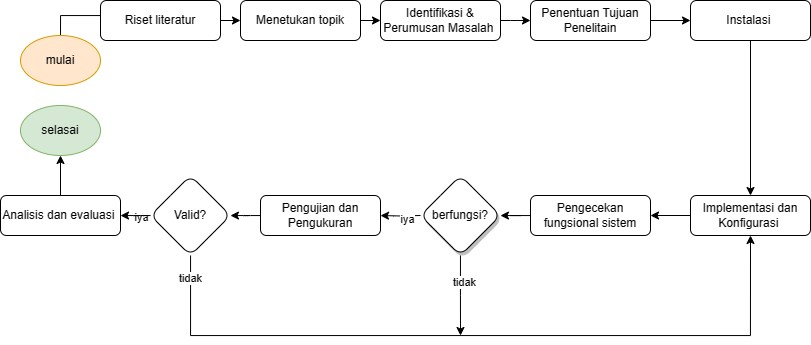 mulai
Riset literatur
Menetukan topik
Identifikasi &
Perumusan Masalah
Penentuan Tujuan
Penelitain
Instalasi
Implementasi dan
Konfigurasi
Pengecekan
fungsional sistem
berfungsi?
iya
tidak
Pengujian dan
Pengukuran
Valid?
iya
tidak
Analisis dan evaluasi
selasai